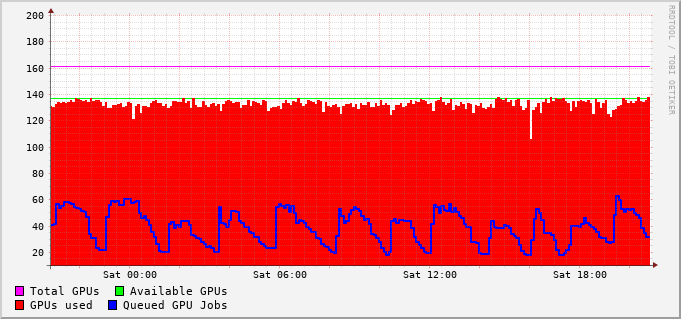 200
180
160
140
120
100
80
60
40
20
Sat 00:00 Sat 06:00 Sat 12:00 Sat 18:00
Total GPUs Available GPUs
GPUs used Queued GPU Jobs
RRDTOOL / TOBI OETIKER